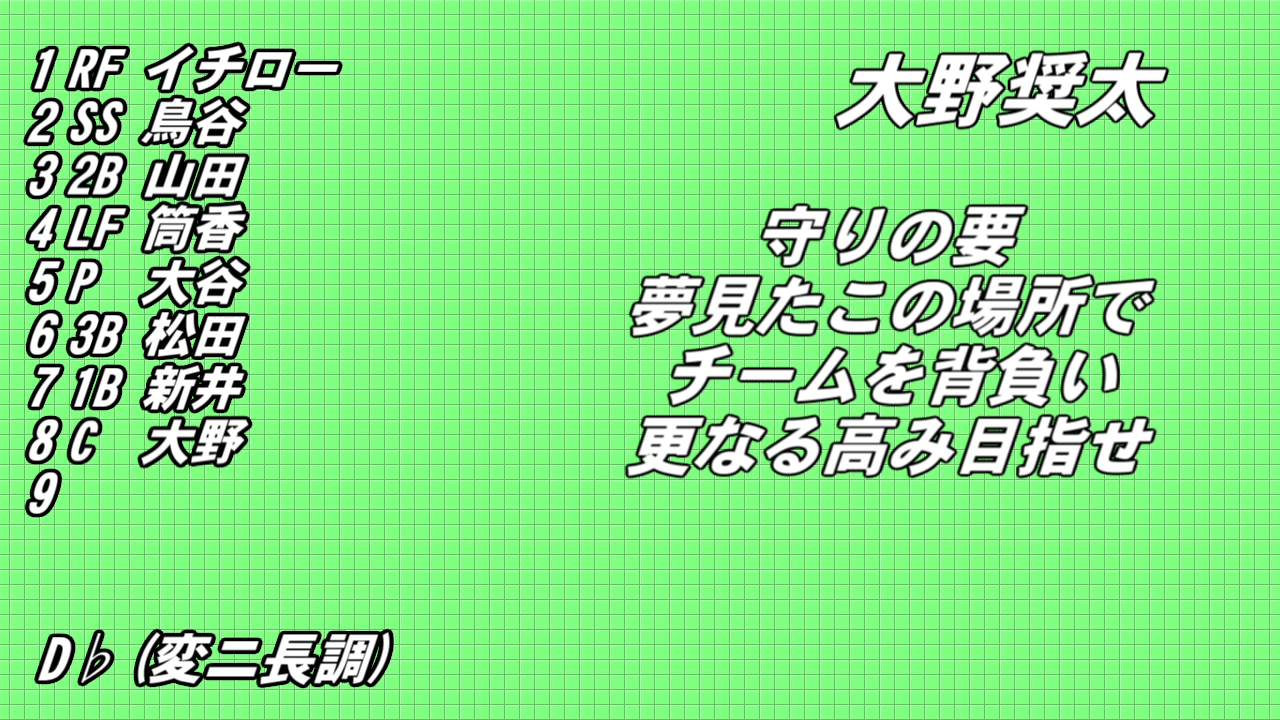 1 RF イチロー
2 SS 鳥谷
3 2B 山田
4 LF 筒香
5 P 大谷
6 3B 松田
7 1B 新井
8 C 大野
9
D♭(変ニ長調)
大野奨太
守りの要
夢見たこの場所で
チームを背負い
更なる高み目指せ